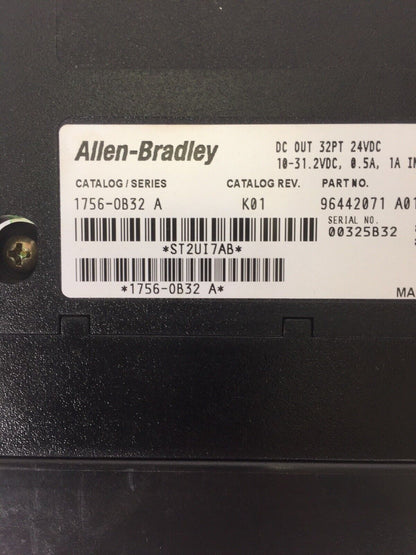 Allen-Bradley
DC OUT 32PT 24VDC
10-31.2VDC, 0.5A, 1A IN
CATALOG/SERIES CATALOG REV. PART NO.
1756-OB32 A K01 96442071 A01
SERIAL NO.
00325B32
*ST2UI7AB*
*1756-OB32 A*
MA